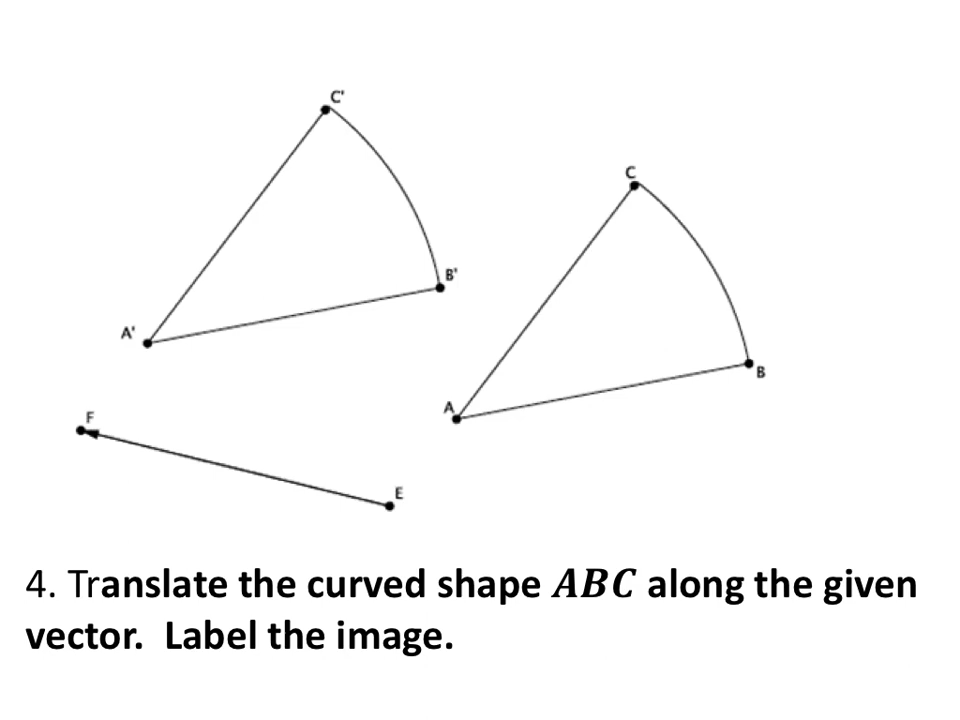 C'
C
B'
A'
B
A
F
E
4. Translate the curved shape ABC along the given
vector. Label the image.